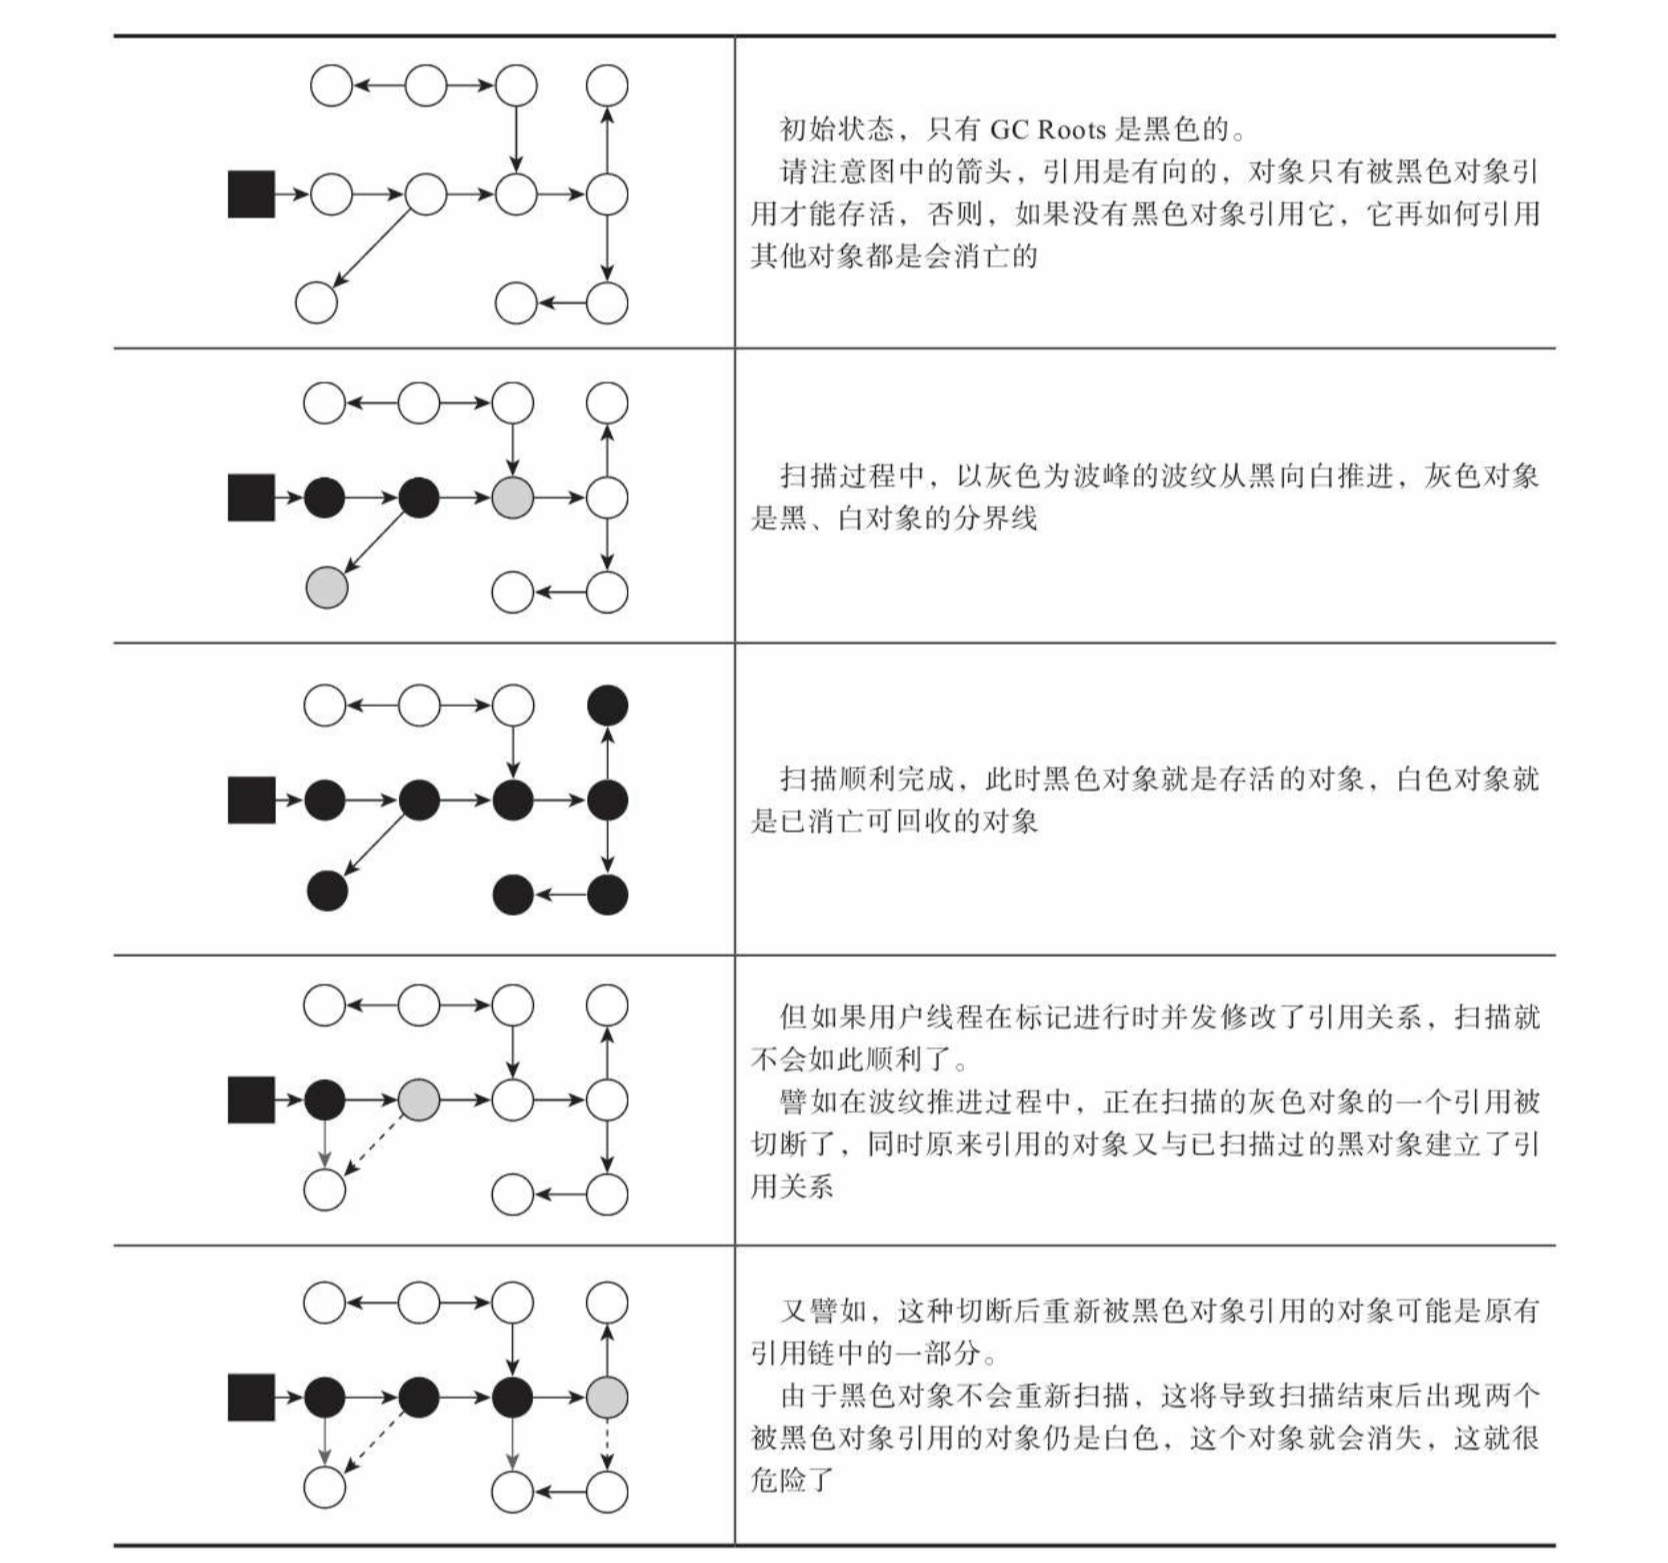 初始状态，只有 GC Roots 是黑色的。
请注意图中的箭头，引用是有向的，对象只有被黑色对象引
用才能存活，否则，如果没有黑色对象引用它，它再如何引用
其他对象都是会消亡的
扫描过程中，以灰色为波峰的波纹从黑向白推进，灰色对象
是黑、白对象的分界线
扫描顺利完成，此时黑色对象就是存活的对象，白色对象就
是已消亡可回收的对象
但如果用户线程在标记进行时并发修改了引用关系，扫描就
不会如此顺利了。
譬如在波纹推进过程中，正在扫描的灰色对象的一个引用被
切断了，同时原来引用的对象又与已扫描过的黑对象建立了引
用关系
又譬如，这种切断后重新被黑色对象引用的对象可能是原有
引用链中的一部分。
由于黑色对象不会重新扫描，这将导致扫描结束后出现两个
被黑色对象引用的对象仍是白色，这个对象就会消失，这就很
危险了